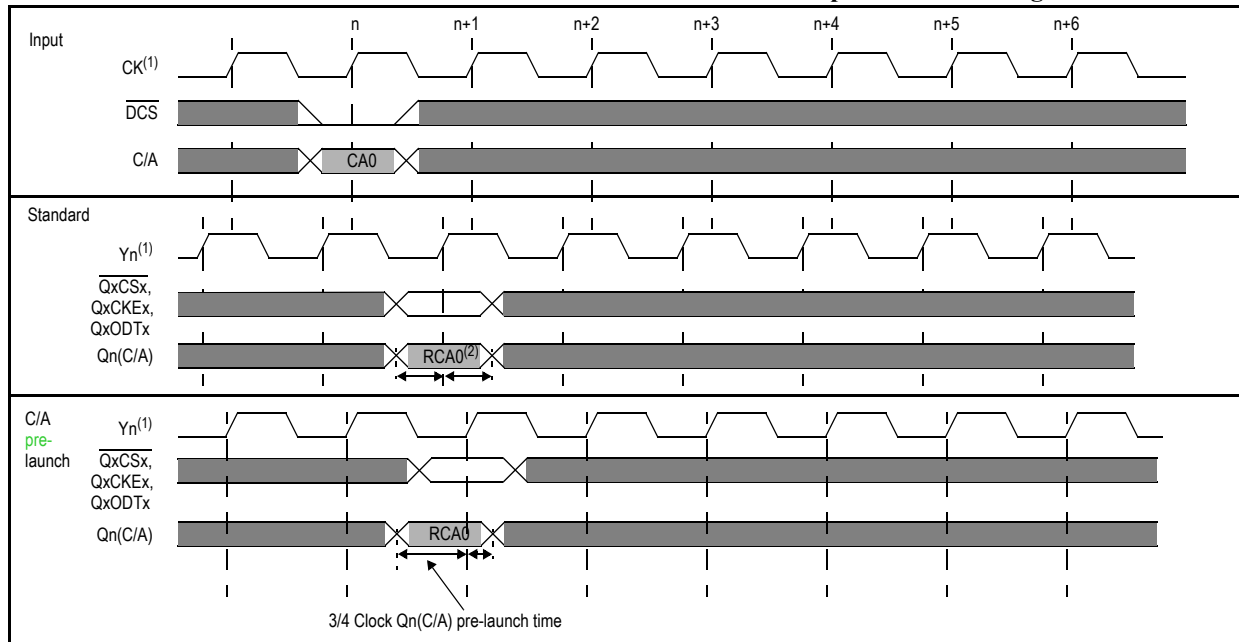 n n+1 n+2 n+3 n+4 n+5 n+6
Input
CK(1)
DCS
C/A
CA0
Standard
Yn(1)
QxCSx,
QxCKEx,
QxODTx
Qn(C/A)
RCA0(2)
C/A
pre-
launch
Yn(1)
QxCSx,
QxCKEx,
QxODTx
Qn(C/A)
RCA0
3/4 Clock Qn(C/A) pre-launch time